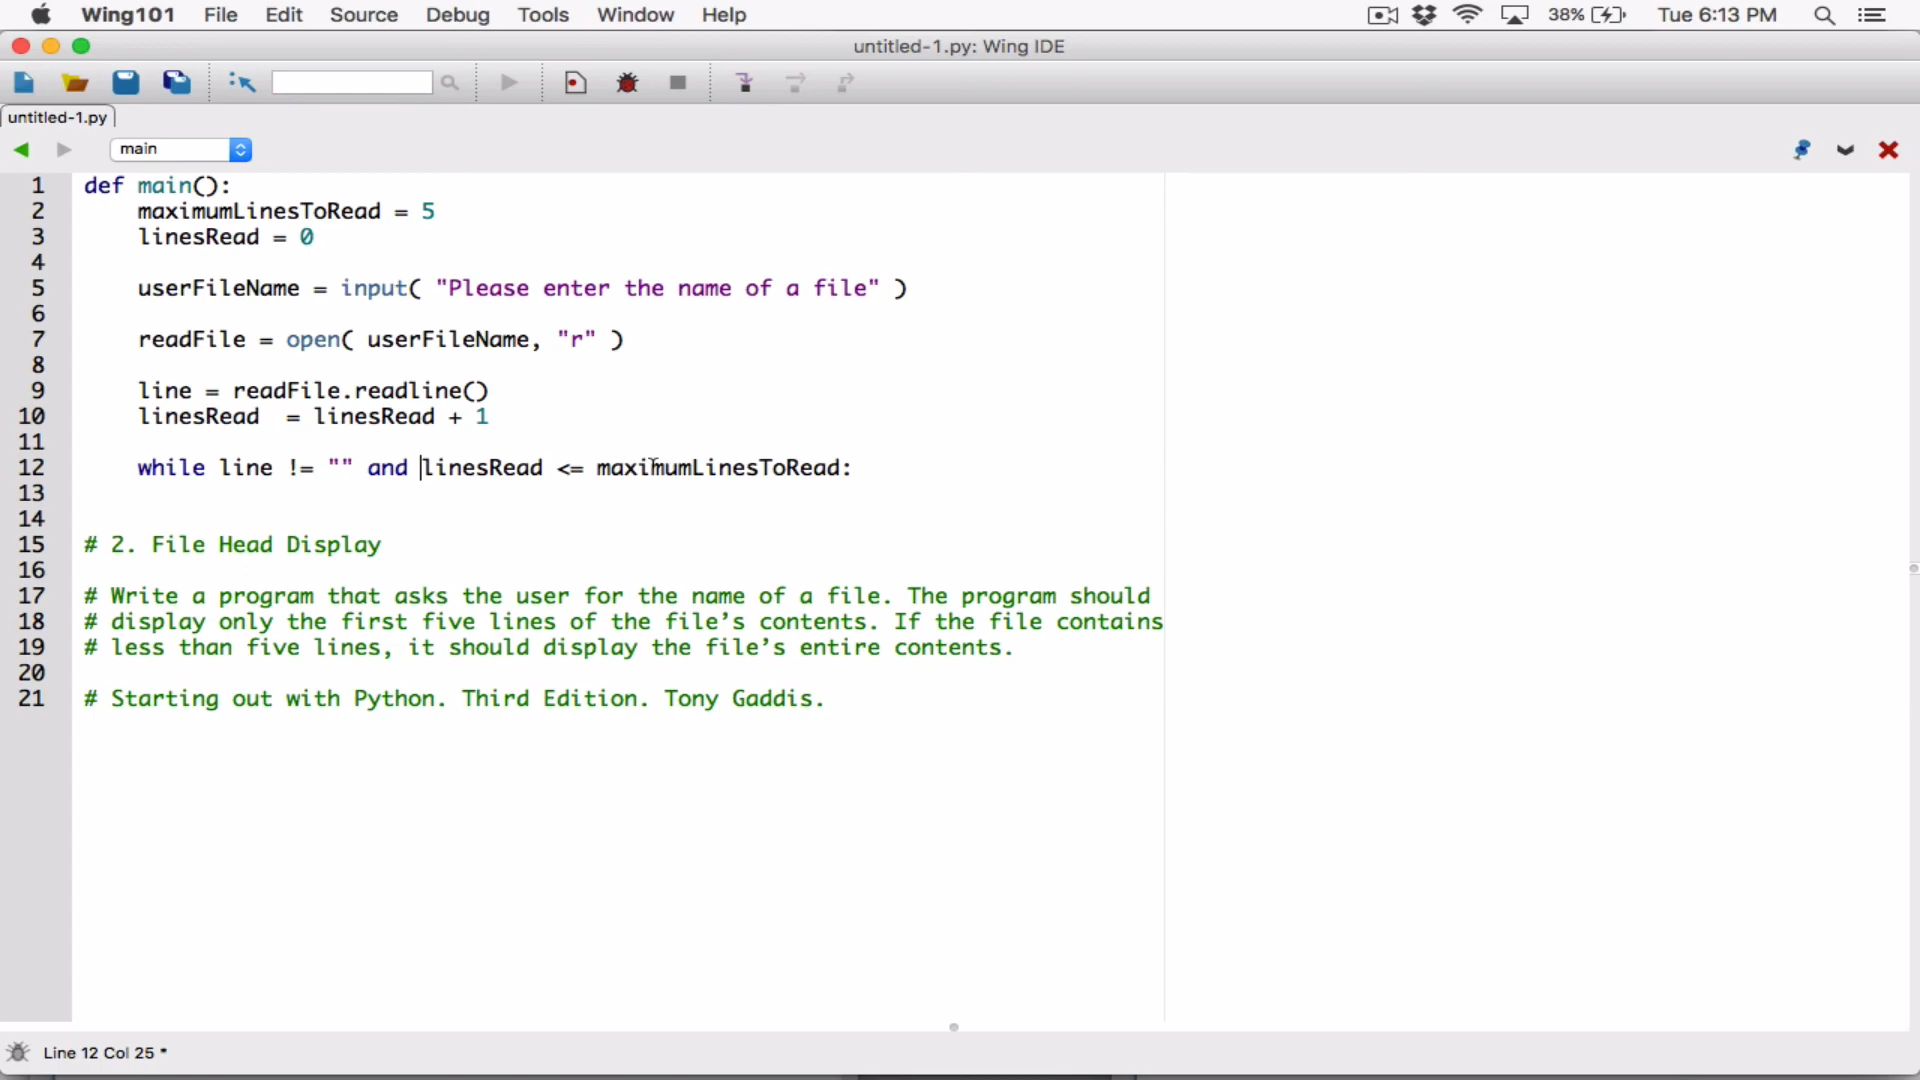 Wing101 File Edit Source Debug Tools Window Help 38% Tue 6:13 PM
untitled-1.py: Wing IDE
untitled-1.py
main
1 def main():
2 maximumLinesToRead = 5
3 linesRead = 0
4
5 userFileName = input( "Please enter the name of a file" )
6
7 readFile = open( userFileName, "r" )
8
9 line = readFile.readline()
10 linesRead  = linesRead + 1
11
12 while line != "" and linesRead <= maximumLinesToRead:
13
14
15 # 2. File Head Display
16
17 # Write a program that asks the user for the name of a file. The program should
18 # display only the first five lines of the file’s contents. If the file contains
19 # less than five lines, it should display the file’s entire contents.
20
21 # Starting out with Python. Third Edition. Tony Gaddis.
Line 12 Col 25 *